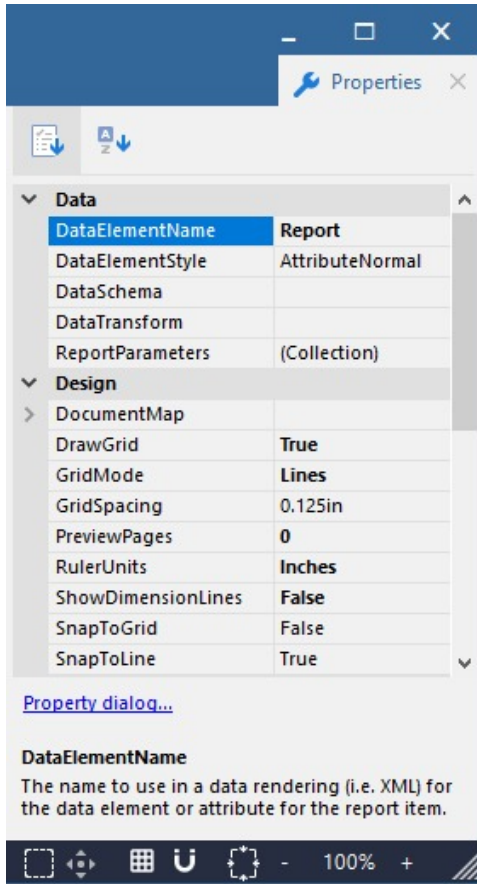 Properties
Data
DataElementName Report
DataElementStyle AttributeNormal
DataSchema
DataTransform
ReportParameters (Collection)
Design
DocumentMap
DrawGrid True
GridMode Lines
GridSpacing 0.125in
PreviewPages 0
RulerUnits Inches
ShowDimensionLines False
SnapToGrid False
SnapToLine True
Property dialog...
DataElementName
The name to use in a data rendering (i.e. XML) for
the data element or attribute for the report item.
- 100% +